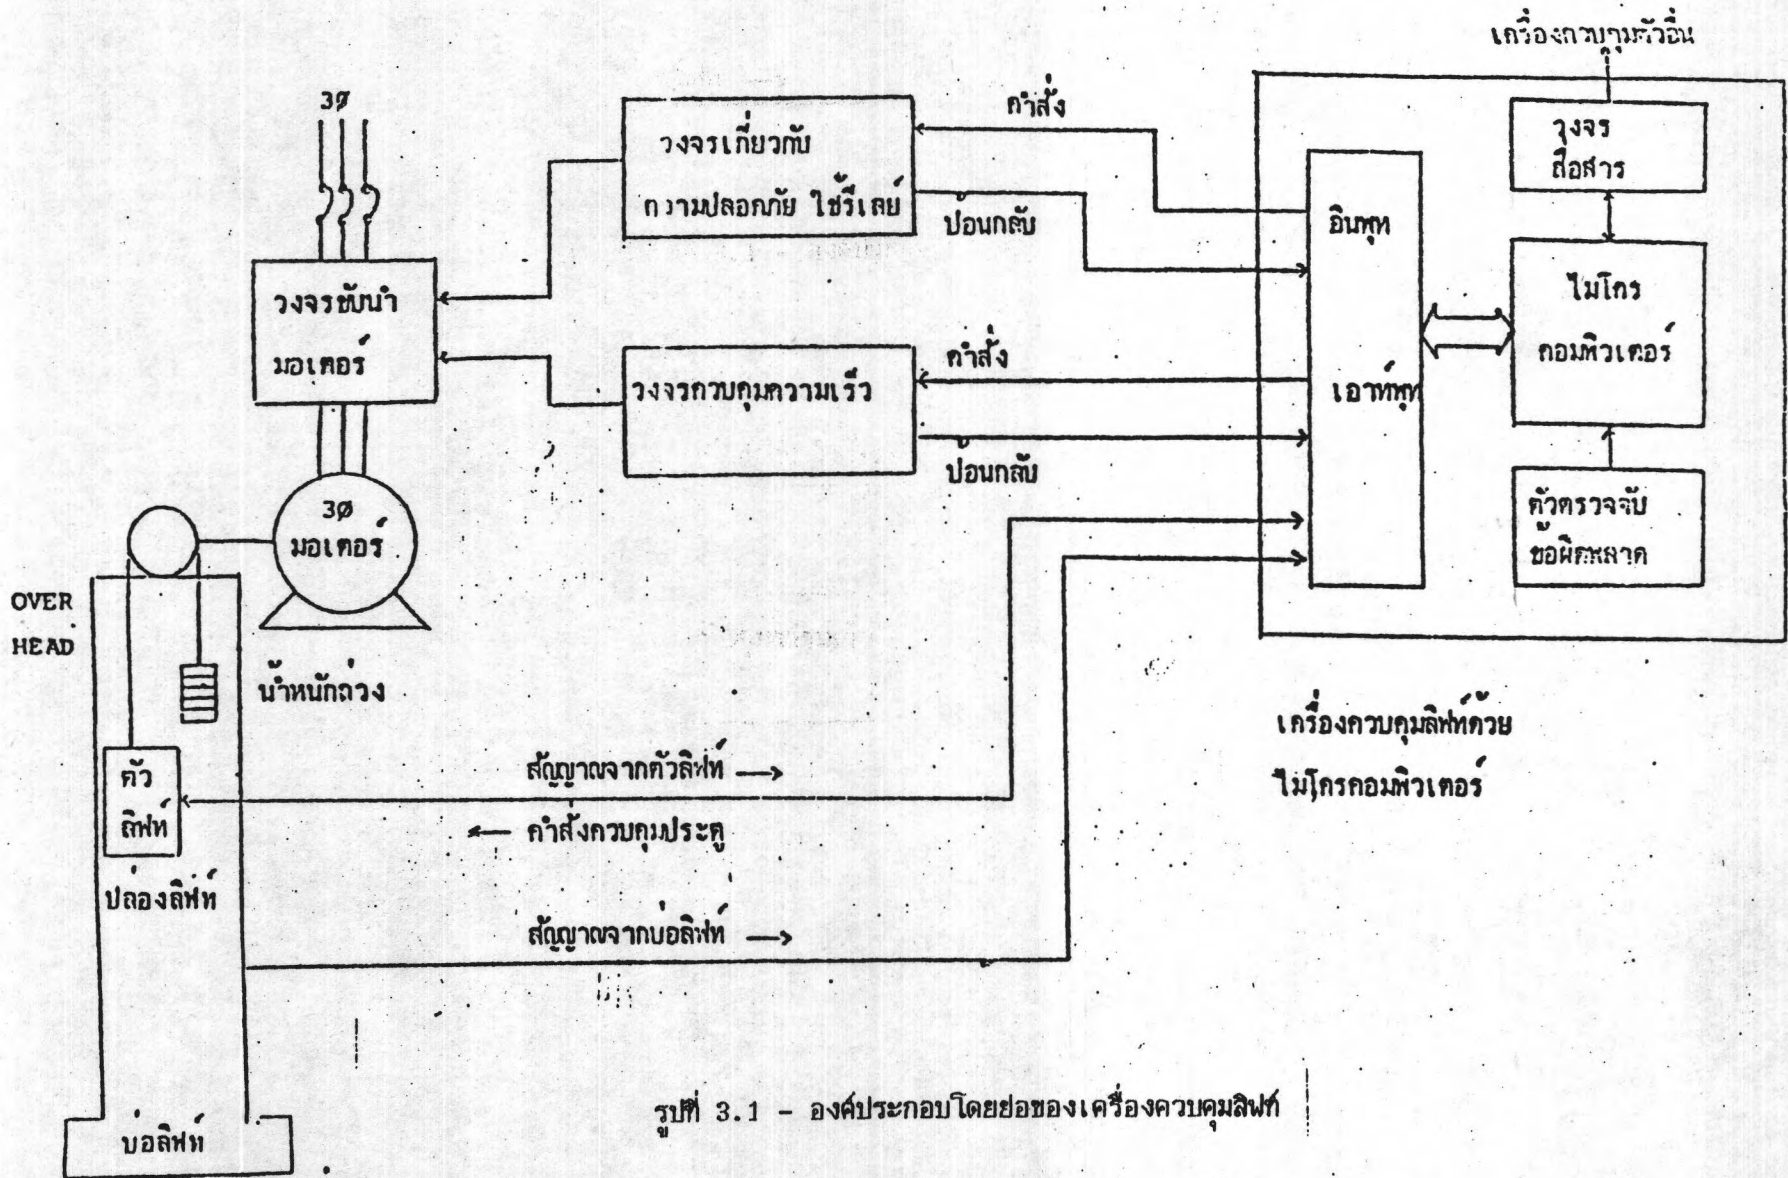 เครื่องควบคุมตัวอื่น
3Ø
วงจรเกี่ยวกับ
ความปลอดภัย ใช้รีเลย์
คำสั่ง
ป้อนกลับ
วงจร
สื่อสาร
อินพุท
เอาท์พุท
ไมโคร
คอมพิวเตอร์
วงจรขับนำ
มอเตอร์
วงจรควบคุมความเร็ว
คำสั่ง
ป้อนกลับ
ตัวตรวจจับ
ข้อผิดพลาด
3Ø
มอเตอร์
OVER
HEAD
น้ำหนักถ่วง
เครื่องควบคุมลิฟท์ด้วย
ไมโครคอมพิวเตอร์
ตัว
ลิฟท์
สัญญาณจากตัวลิฟท์ →
← คำสั่งควบคุมประตู
ปล่องลิฟท์
สัญญาณจากบ่อลิฟท์ →
บ่อลิฟท์
รูปที่ 3.1 - องค์ประกอบโดยย่อของเครื่องควบคุมลิฟท์